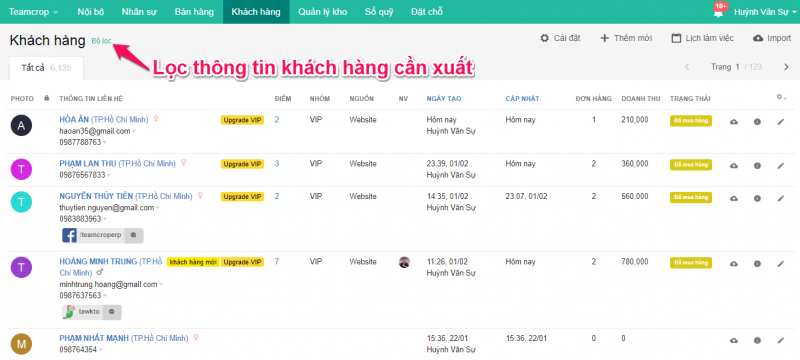 Teamcrop Nội bộ Nhân sự Bán hàng Khách hàng Quản lý kho Sổ quỹ Đặt chỗ 19+ Huỳnh Văn Sự
Khách hàng Bộ lọc Cài đặt Thêm mới Lịch làm việc Import
Lọc thông tin khách hàng cần xuất
Tất cả 6,135 Trang 1 / 123
PHOTO THÔNG TIN LIÊN HỆ ĐIỂM NHÓM NGUỒN NV NGÀY TẠO CẬP NHẬT ĐƠN HÀNG DOANH THU TRẠNG THÁI
A HÒA ÂN (TP.Hồ Chí Minh) Upgrade VIP 2 VIP Website Hôm nay Hôm nay 1 210,000 Đã mua hàng
haoan35@gmail.com Huỳnh Văn Sự
0987788763
T PHẠM LAN THU (TP.Hồ Chí Minh) Upgrade VIP 3 VIP Website 23:39, 01/02 Hôm nay 2 360,000 Đã mua hàng
09876567833 Huỳnh Văn Sự
T NGUYỄN THỦY TIÊN (TP.Hồ Chí Minh) Upgrade VIP 2 VIP Website 14:35, 01/02 23:07, 01/02 2 560,000 Đã mua hàng
thuytien.nguyen@gmail.com Huỳnh Văn Sự
0983883963
/teamcroperp
T HOÀNG MINH TRUNG (TP.Hồ Chí Minh) khách hàng mới Upgrade VIP 7 VIP Website 11:26, 01/02 Hôm nay 2 780,000 Đã mua hàng
minhtrung.hoang@gmail.com Huỳnh Văn Sự
0987637563
tawkto
M PHẠM NHẤT MẠNH (TP.Hồ Chí Minh) 15:36, 22/01 15:36, 22/01 0 0
098764354 Huỳnh Văn Sự